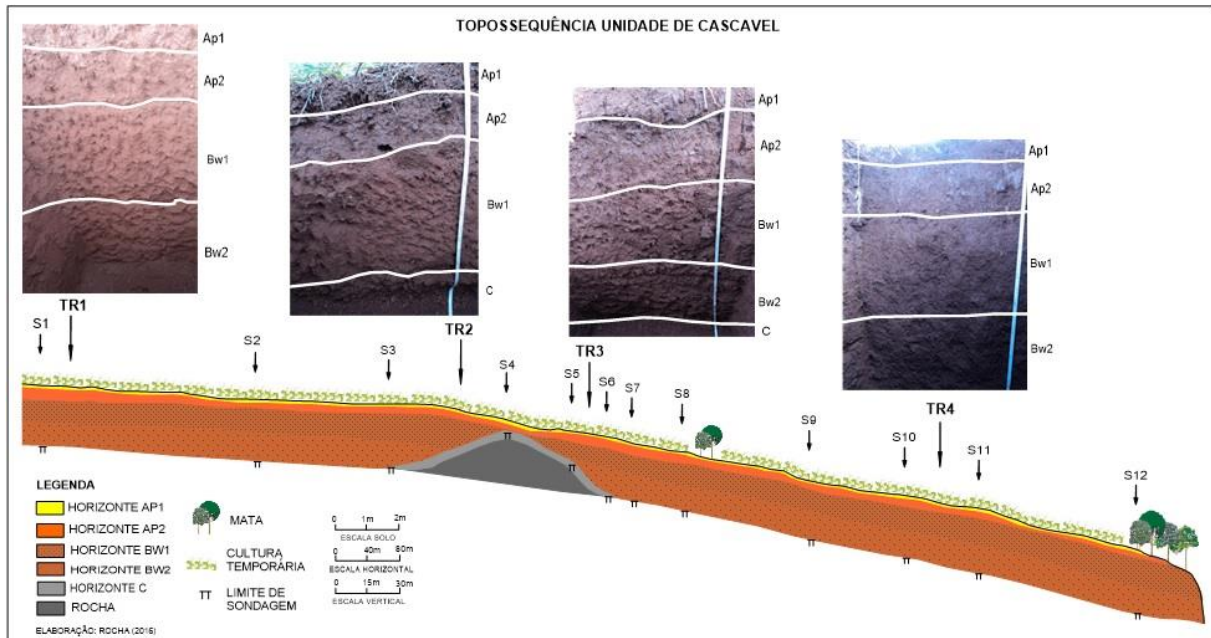 TOPOSSEQUÊNCIA UNIDADE DE CASCAVEL
Ap1
Ap2
Bw1
Bw2
Ap1
Ap2
Bw1
C
Ap1
Ap2
Bw1
Bw2
C
Ap1
Ap2
Bw1
Bw2
S1
TR1
S2
S3
TR2
S4
S5
TR3
S6
S7
S8
S9
S10
TR4
S11
S12
LEGENDA
HORIZONTE AP1
HORIZONTE AP2
HORIZONTE BW1
HORIZONTE BW2
HORIZONTE C
ROCHA
MATA
CULTURA
TEMPORÁRIA
LIMITE DE
SONDAGEM
0 1m 2m
ESCALA SOLO
0 40m 80m
ESCALA HORIZONTAL
0 15m 30m
ESCALA VERTICAL
ELABORAÇÃO: ROCHA (2015)